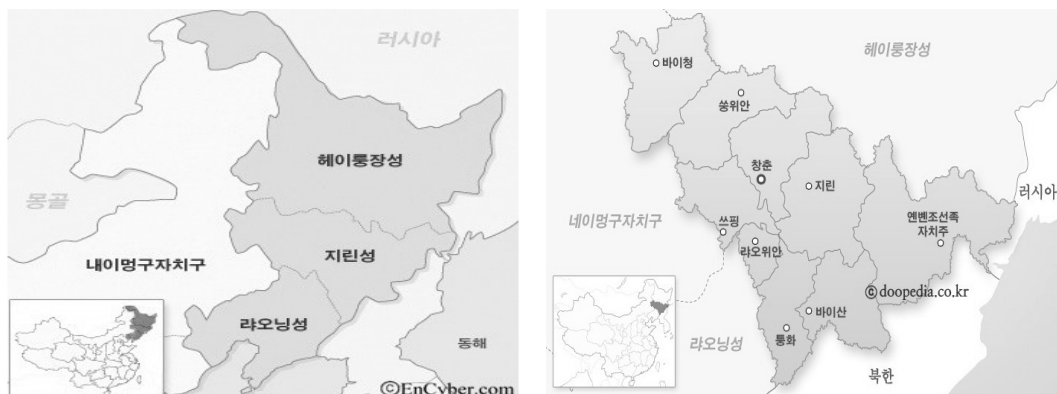 러시아
헤이룽장성
몽골
지린성
내이멍구자치구
랴오닝성
동해
©EnCyber.com
헤이룽장성
바이청
쑹위안
창춘
지린
러시아
네이멍구자치구
쓰핑
옌볜조선족
자치주
랴오위안
© doopedia.co.kr
바이산
퉁화
랴오닝성
북한